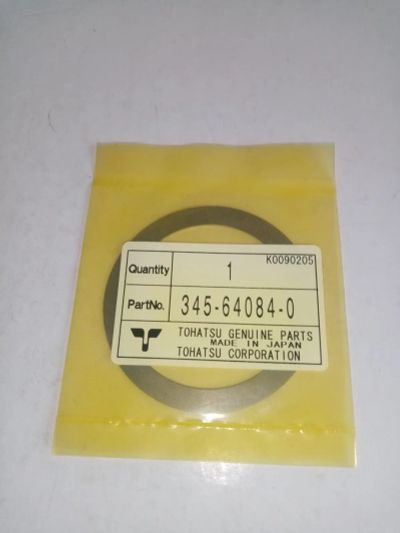 K0090205
Quantity 1
PartNo. 345-64084-0
TOHATSU GENUINE PARTS
MADE IN JAPAN
TOHATSU CORPORATION